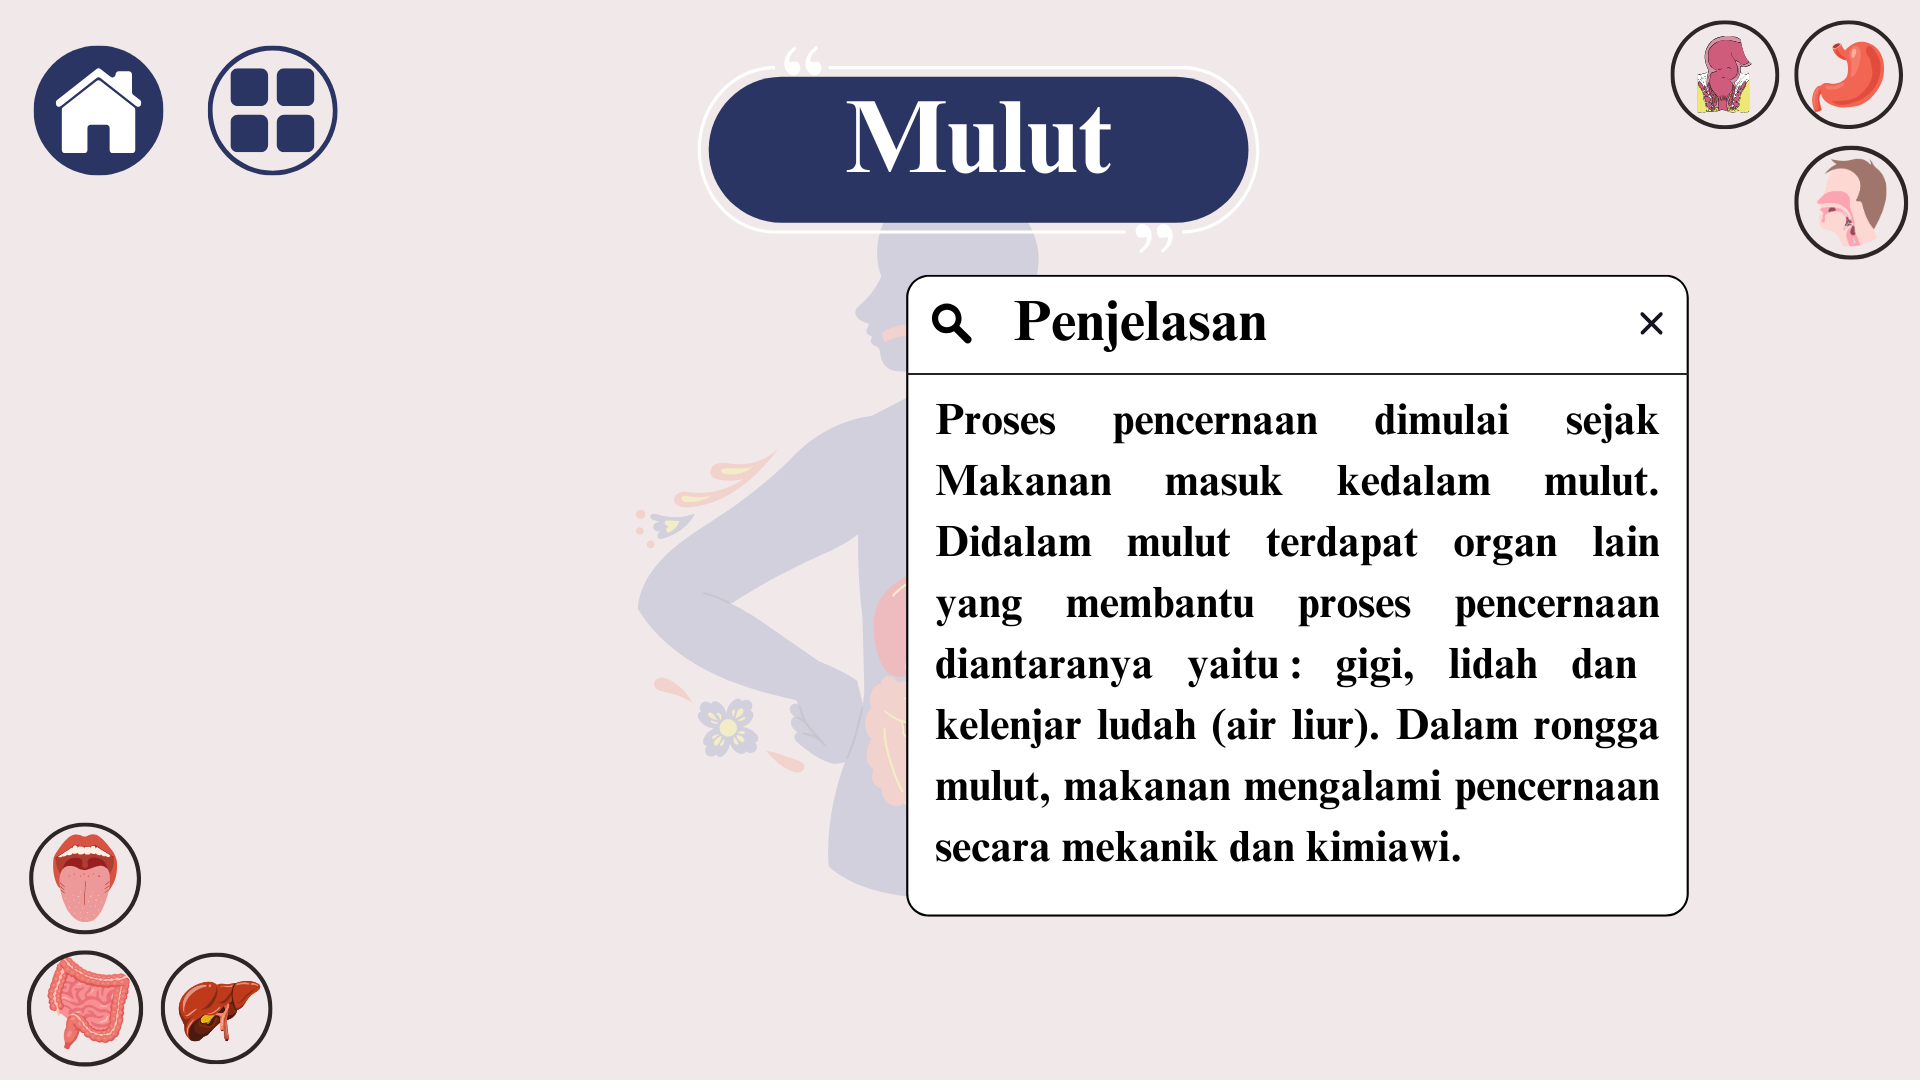 Mulut
Penjelasan
Proses pencernaan dimulai sejak
Makanan masuk kedalam mulut.
Didalam mulut terdapat organ lain
yang membantu proses pencernaan
diantaranya yaitu : gigi, lidah dan
kelenjar ludah (air liur). Dalam rongga
mulut, makanan mengalami pencernaan
secara mekanik dan kimiawi.